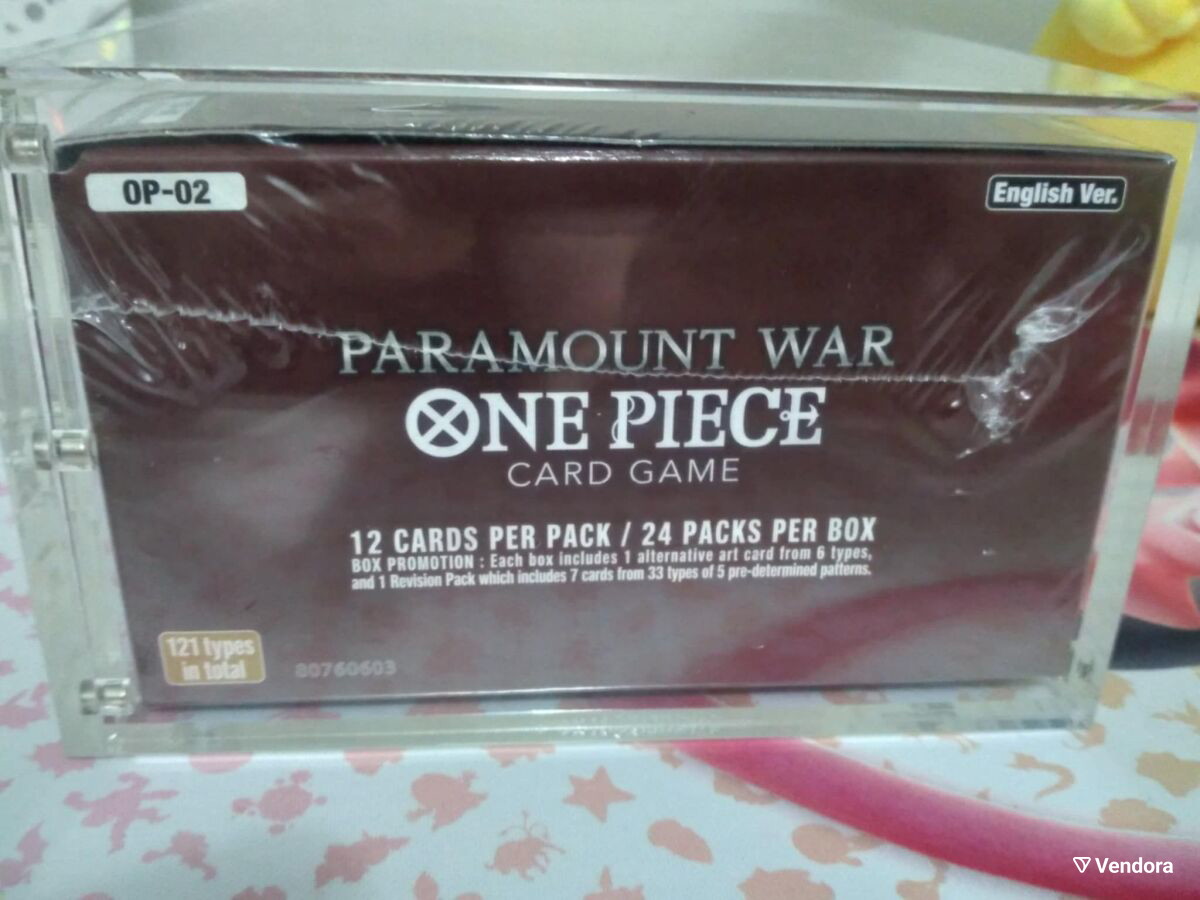 OP-02
English Ver.
PARAMOUNT WAR
ONE PIECE
CARD GAME
12 CARDS PER PACK / 24 PACKS PER BOX
BOX PROMOTION : Each box includes 1 alternative art card from 6 types,
and 1 Revision Pack which includes 7 cards from 33 types of 5 pre-determined patterns.
121 types
in total
80760603
Vendora